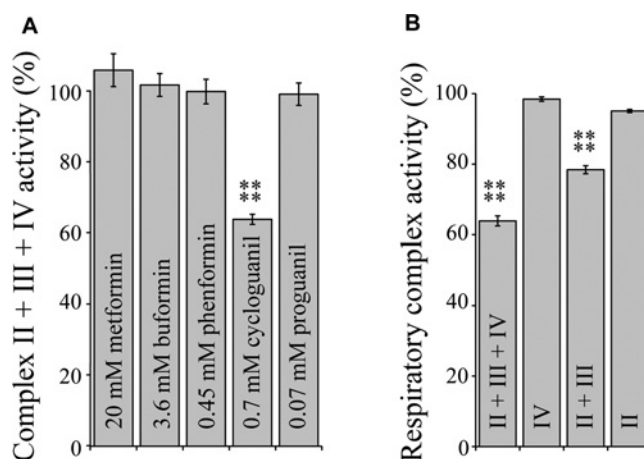 A
Complex II + III + IV activity (%)
100
80
60
40
20
0
20 mM metformin
3.6 mM buformin
0.45 mM phenformin
0.7 mM cycloguanil
0.07 mM proguanil
**
**
B
Respiratory complex activity (%)
100
80
60
40
20
0
II + III + IV
IV
II + III
II
**
**
**
**